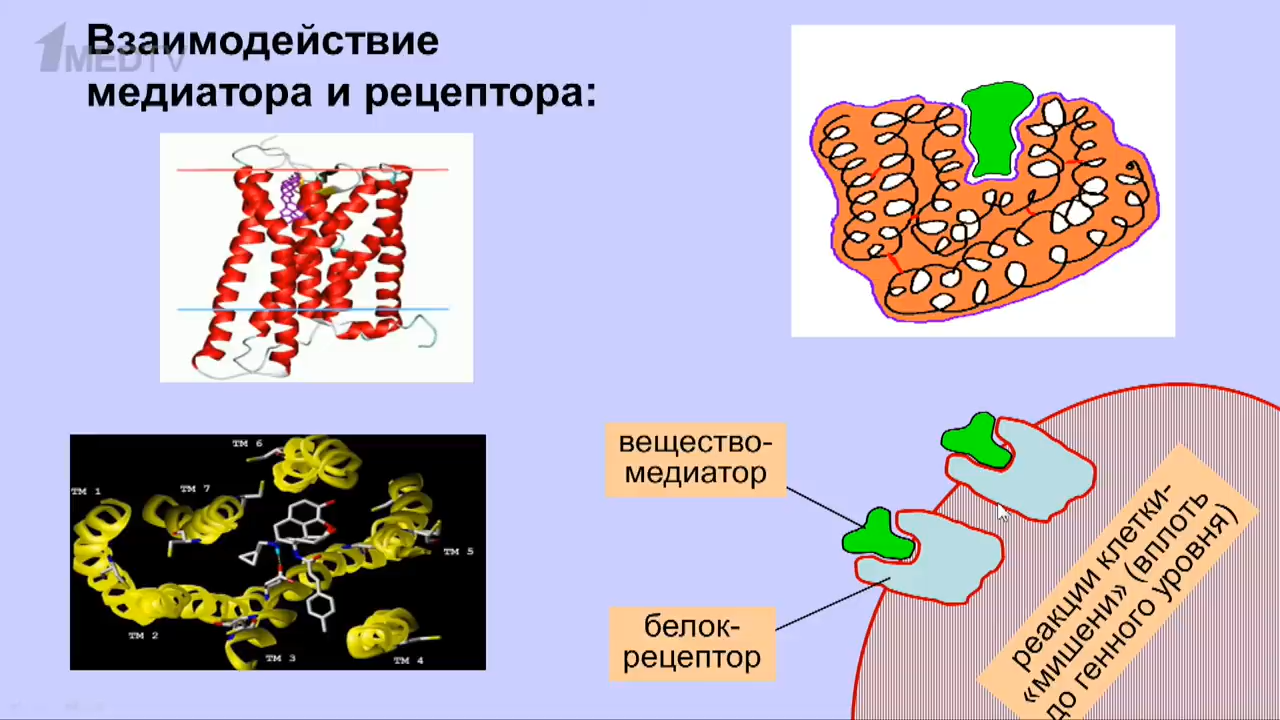 1MEDTV
Взаимодействие
медиатора и рецептора:
TM 6
TM 1
TM 7
TM 5
TM 2
TM 3
TM 4
вещество-
медиатор
белок-
рецептор
реакции клетки-
«мишени» (вплоть
до генного уровня)